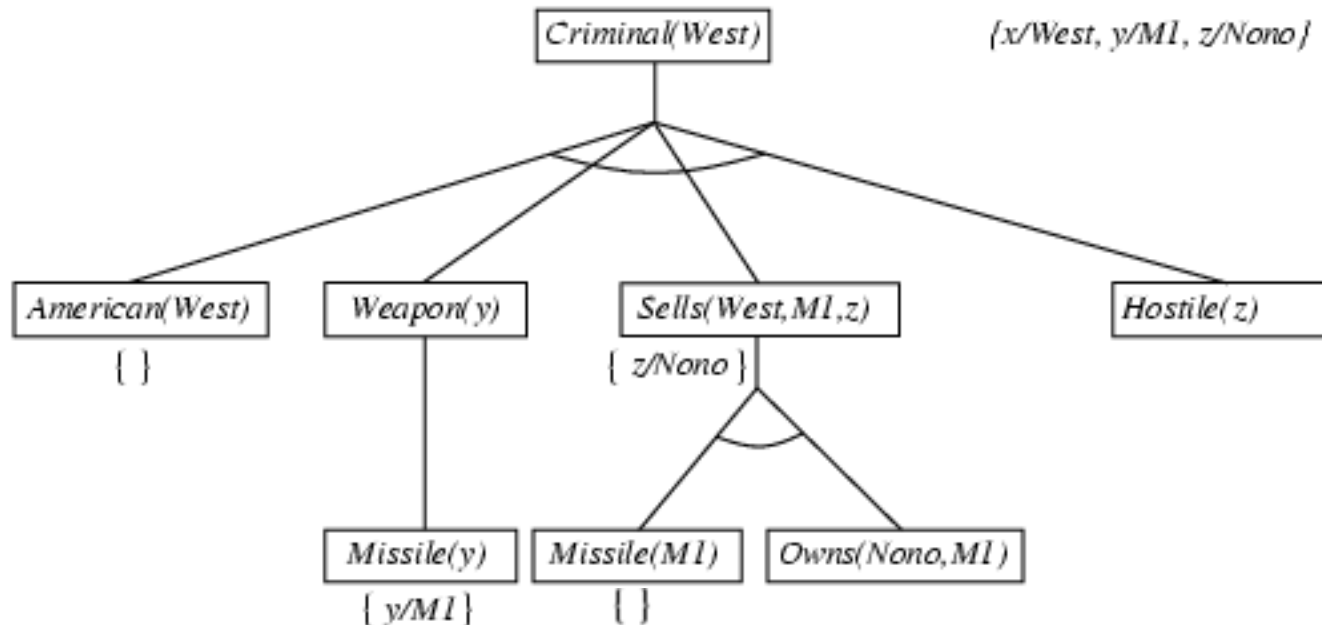 Criminal(West)
{x/West, y/M1, z/Nono}
American(West)
Weapon(y)
Sells(West,M1,z)
Hostile(z)
{ }
{ z/Nono }
Missile(y)
Missile(M1)
Owns(Nono,M1)
{ y/M1 }
{ }